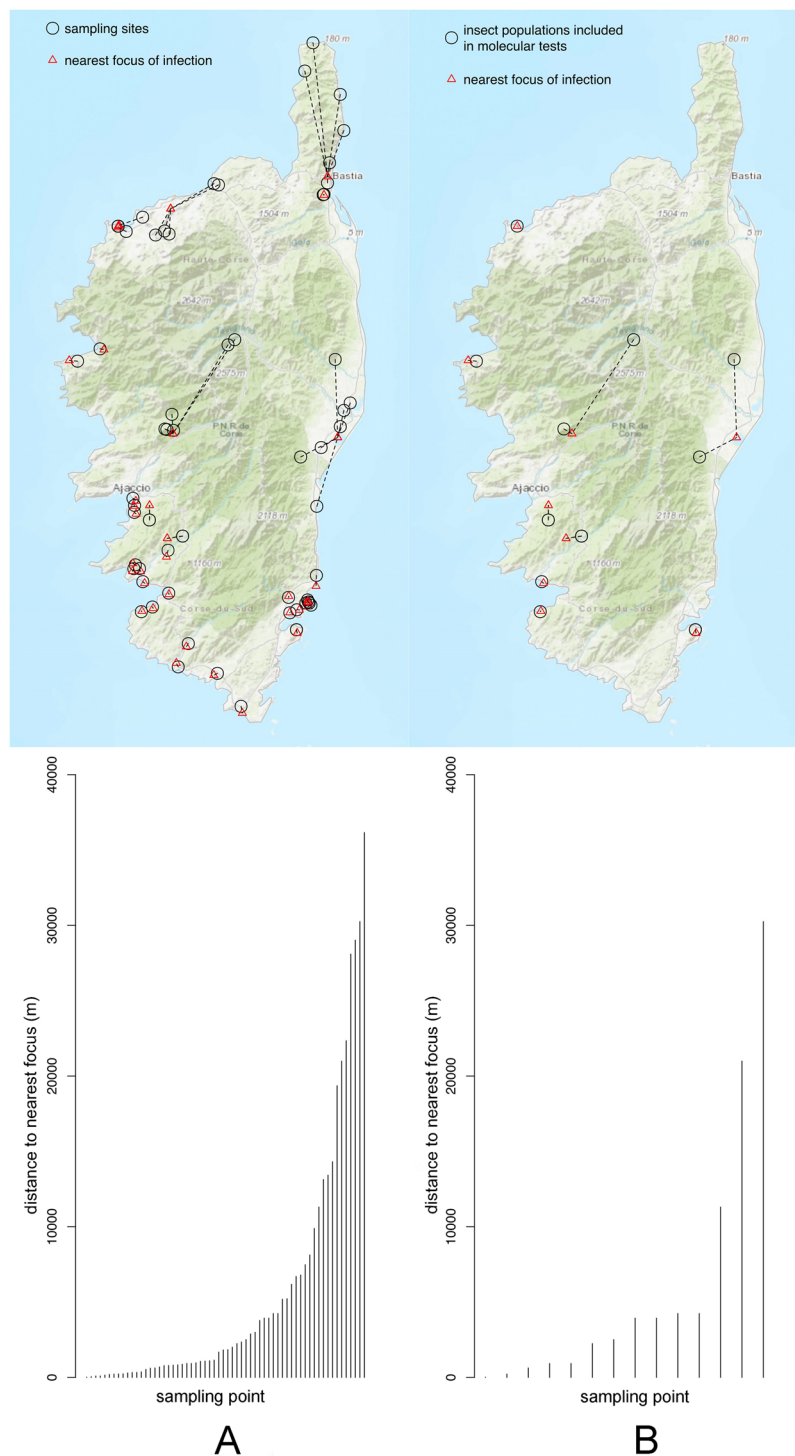 sampling sites
nearest focus of infection
180 m
Bastia
1504 m
5 m
Haute-Corse
2642 m
2575 m
P.N.R. de
Corse
Ajaccio
2118 m
1160 m
Corse du Sud
insect populations included
in molecular tests
nearest focus of infection
180 m
Bastia
1504 m
5 m
Haute-Corse
2642 m
2575 m
P.N.R. de
Corse
Ajaccio
2118 m
1160 m
Corse du Sud
distance to nearest focus (m)
40000
30000
20000
10000
0
sampling point
A
distance to nearest focus (m)
40000
30000
20000
10000
0
sampling point
B